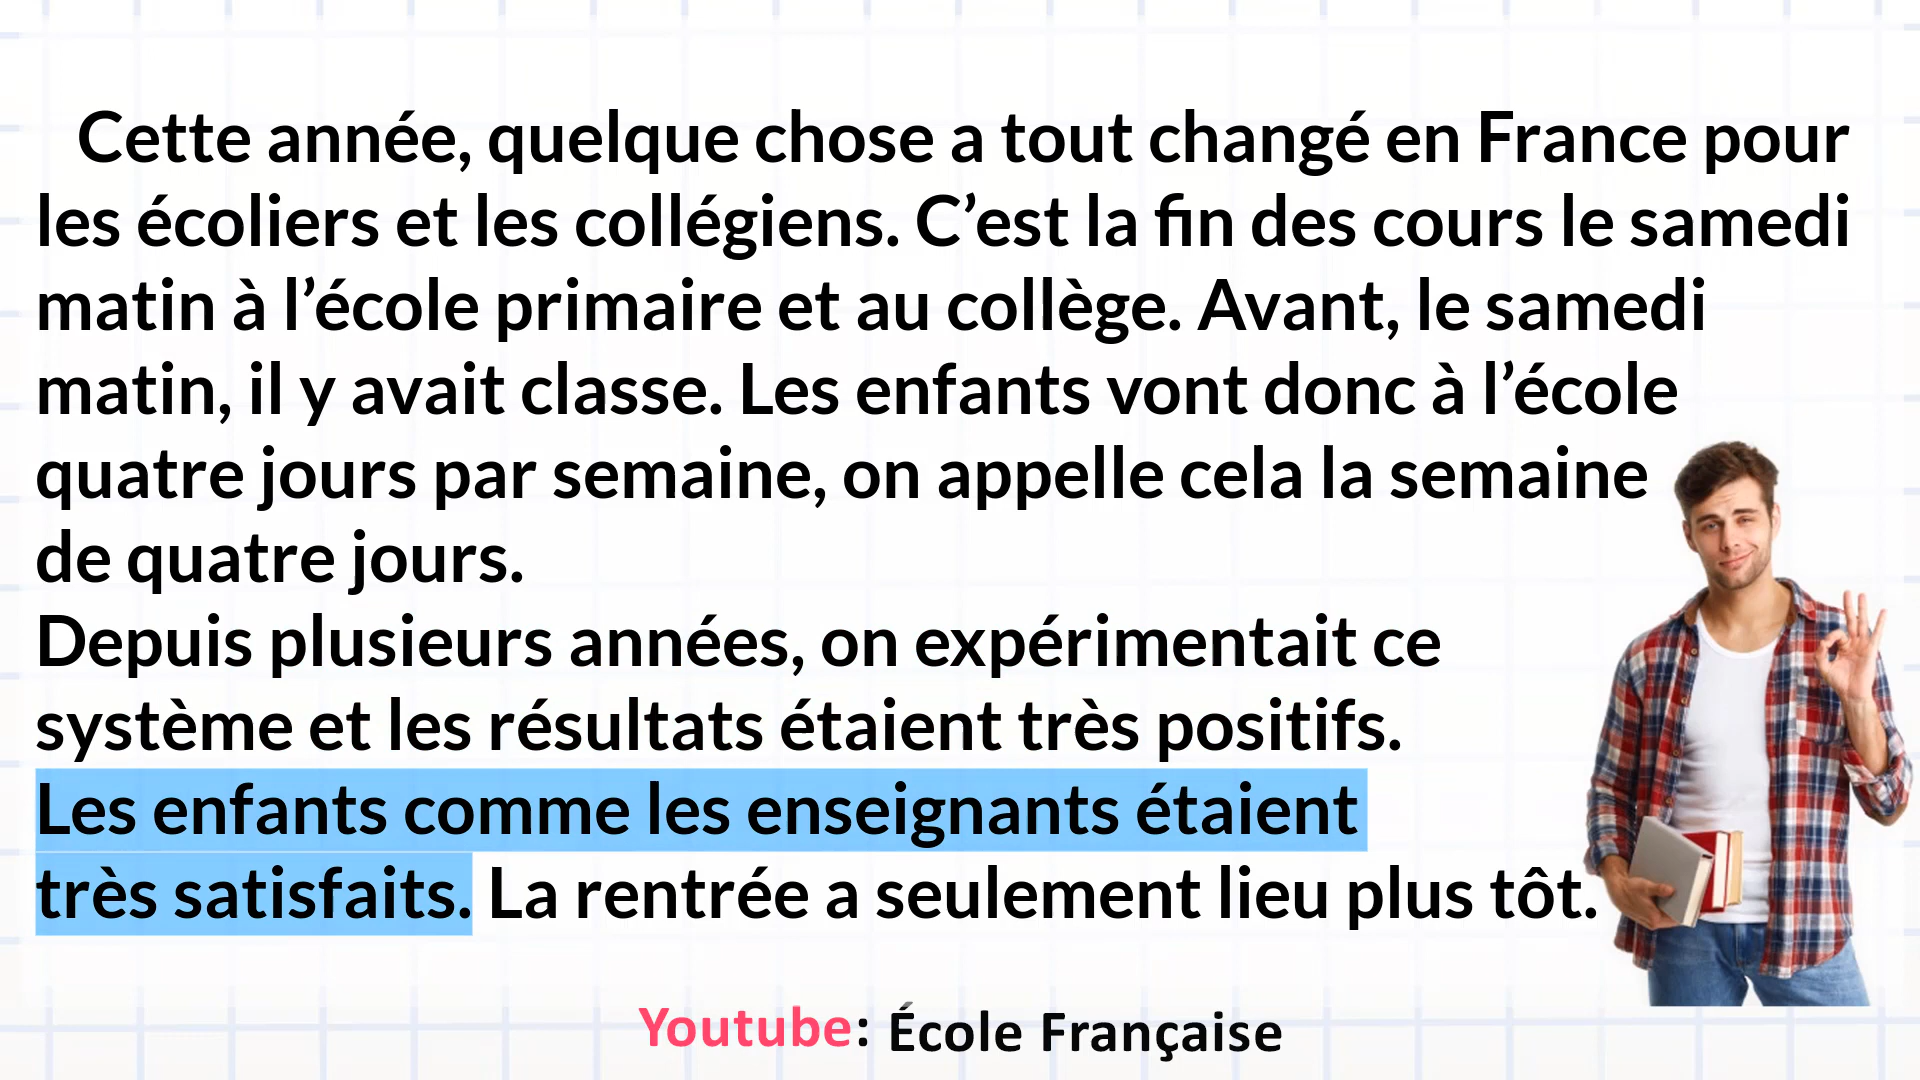 Cette année, quelque chose a tout changé en France pour
les écoliers et les collégiens. C’est la fin des cours le samedi
matin à l’école primaire et au collège. Avant, le samedi
matin, il y avait classe. Les enfants vont donc à l’école
quatre jours par semaine, on appelle cela la semaine
de quatre jours.
Depuis plusieurs années, on expérimentait ce
système et les résultats étaient très positifs.
Les enfants comme les enseignants étaient
très satisfaits. La rentrée a seulement lieu plus tôt.
Youtube: École Française